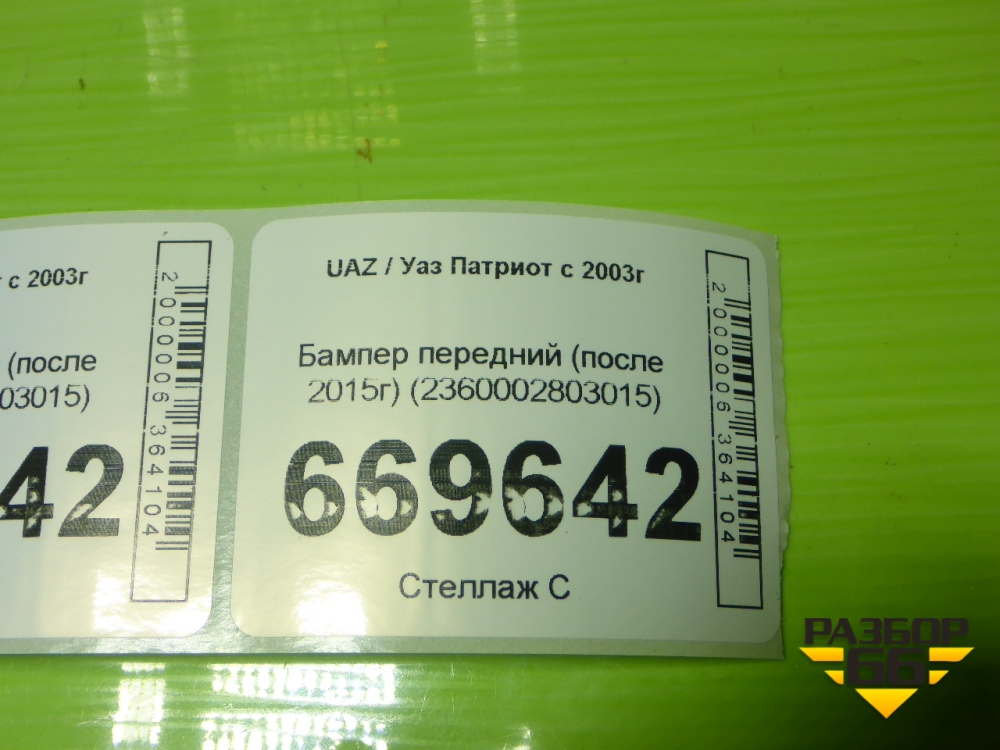 с 2003г
(после
03015)
42
2000006364104
UAZ / Уаз Патриот с 2003г
Бампер передний (после
2015г) (2360002803015)
669642
Стеллаж С
2000006364104
РАЗБОР
66